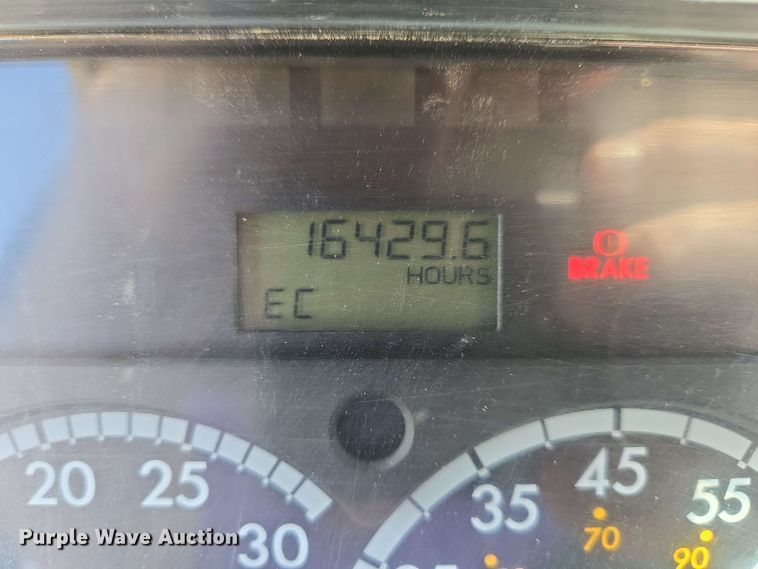 16429.6
HOURS
EC
BRAKE
20 25 30
35 45 55
70 90
Purple Wave Auction